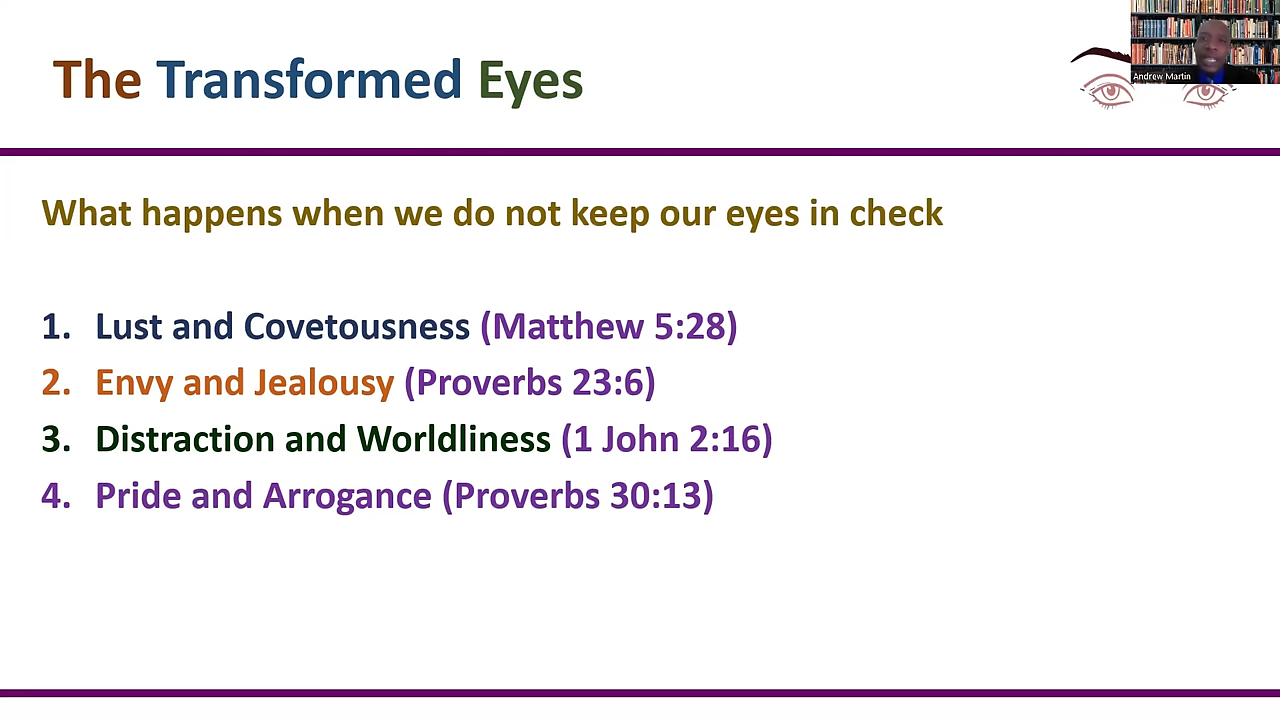 The Transformed Eyes
Andrew Martin
What happens when we do not keep our eyes in check
1. Lust and Covetousness (Matthew 5:28)
2. Envy and Jealousy (Proverbs 23:6)
3. Distraction and Worldliness (1 John 2:16)
4. Pride and Arrogance (Proverbs 30:13)